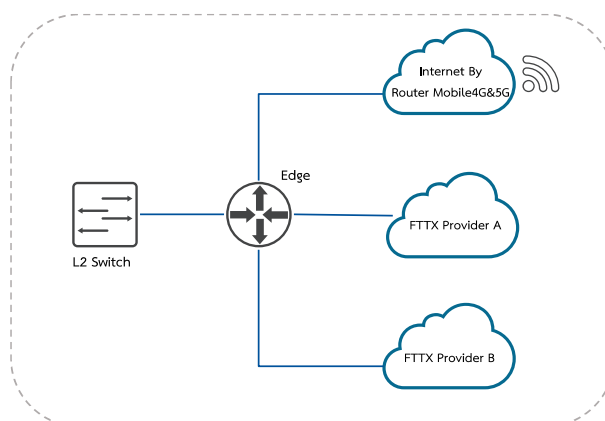 Internet By
Router Mobile4G&5G
Edge
FTTX Provider A
L2 Switch
FTTX Provider B